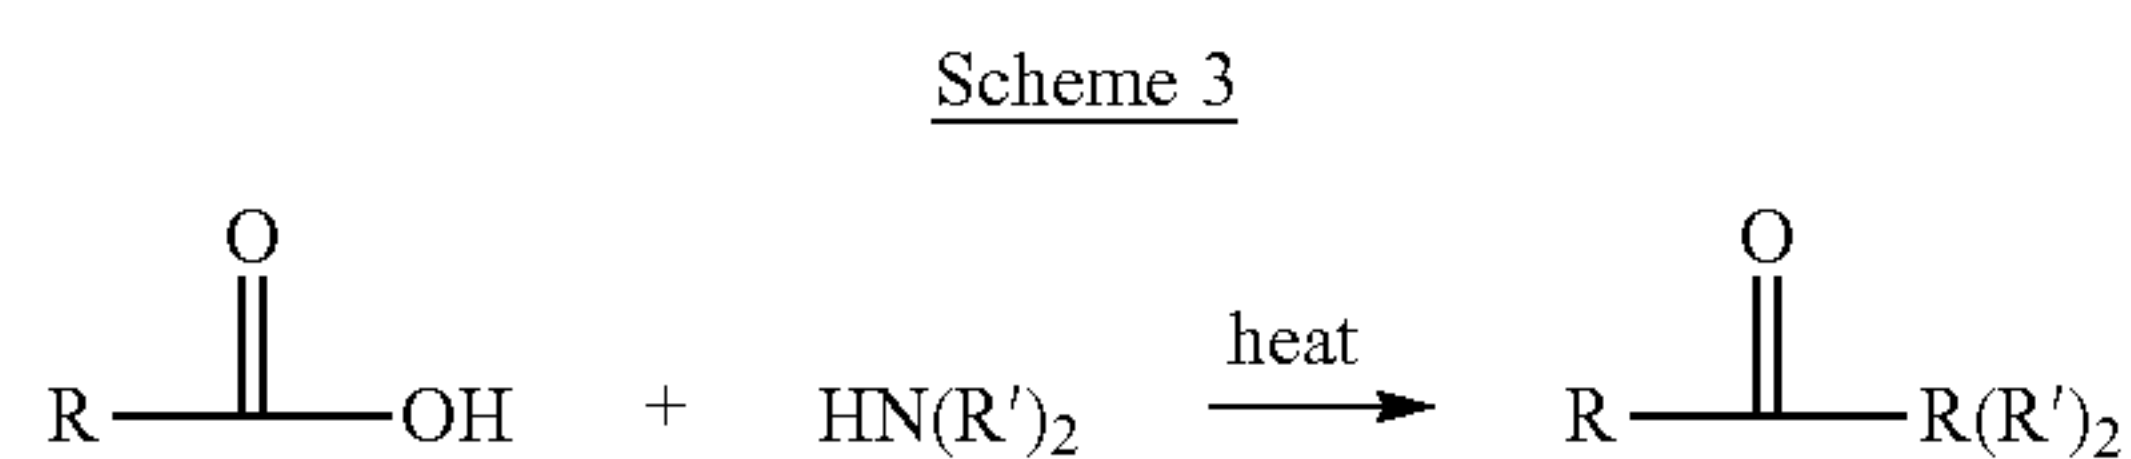 Scheme 3
O O
heat
R OH + HN(R′)₂ R R(R′)₂